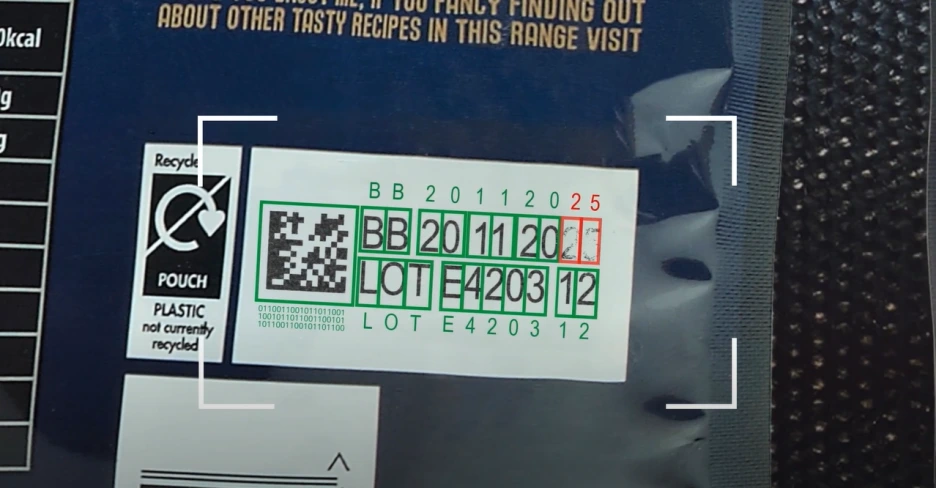 0kcal
g
g
ME, IF YOU FANCY FINDING OUT
ABOUT OTHER TASTY RECIPES IN THIS RANGE VISIT
Recycle
POUCH
PLASTIC
not currently
recycled
B B 2 0 1 1 2 0 2 5
BB 20 11 2025
LOT E4203 12
L O T E 4 2 0 3 1 2